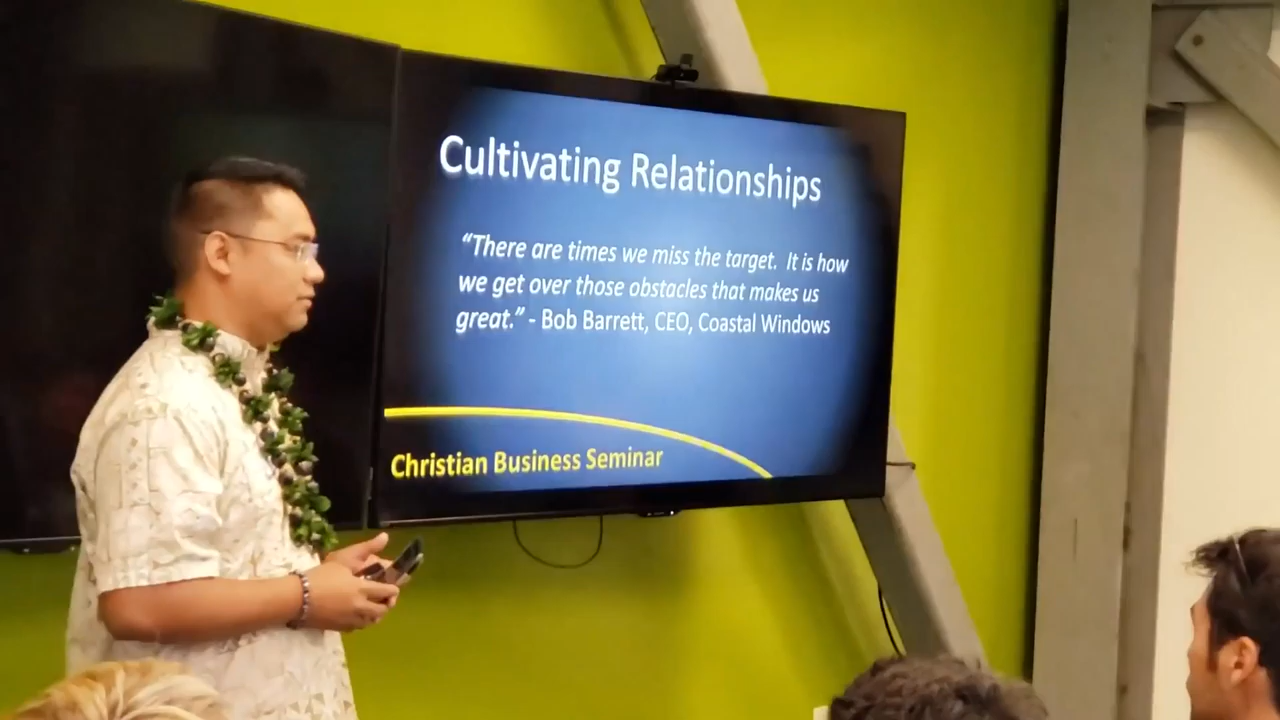 Cultivating Relationships
“There are times we miss the target.  It is how
we get over those obstacles that makes us
great.” - Bob Barrett, CEO, Coastal Windows
Christian Business Seminar